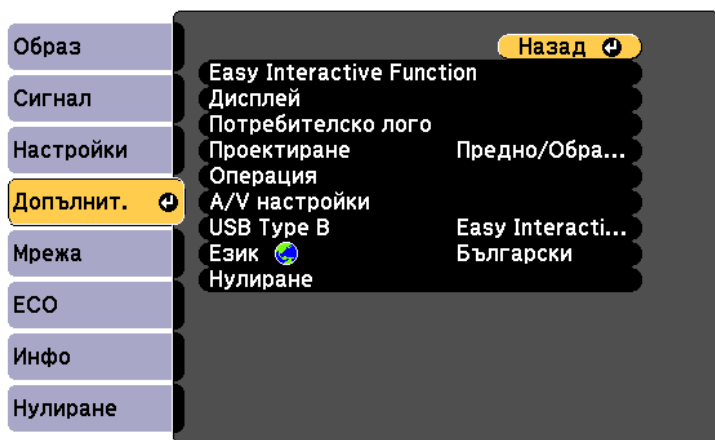 Образ
Сигнал
Настройки
Допълнит.
Мрежа
ECO
Инфо
Нулиране
Назад
Easy Interactive Function
Дисплей
Потребителско лого
Проектиране Предно/Обра...
Операция
A/V настройки
USB Type B Easy Interacti...
Език Български
Нулиране